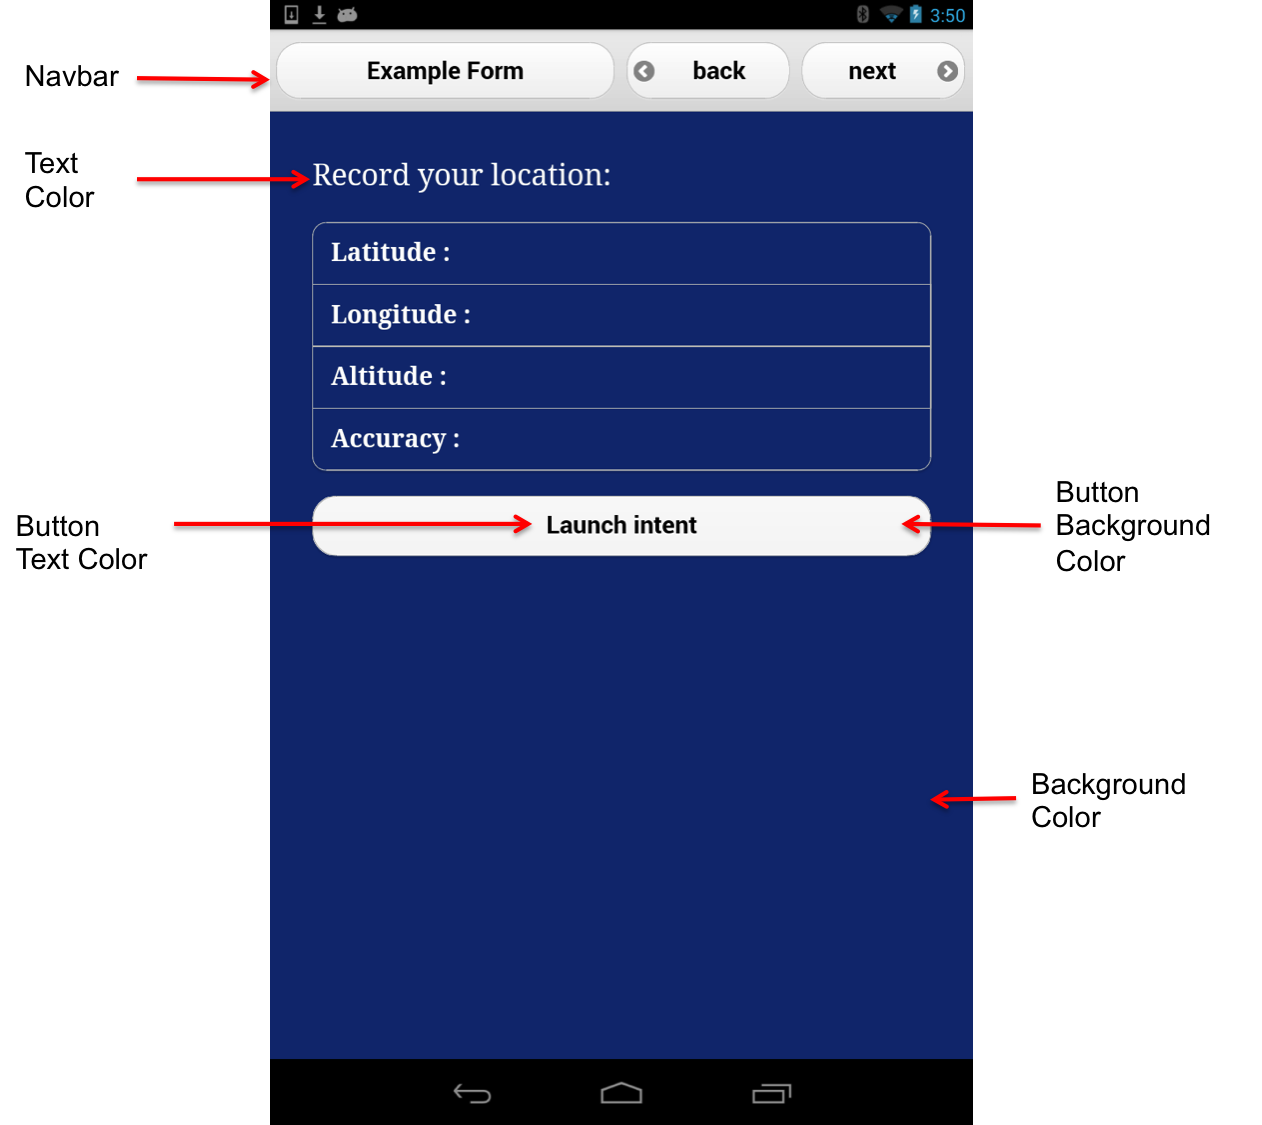 3:50
Navbar
Example Form
back
next
Text
Color
Record your location:
Latitude :
Longitude :
Altitude :
Accuracy :
Button
Text Color
Launch intent
Button
Background
Color
Background
Color